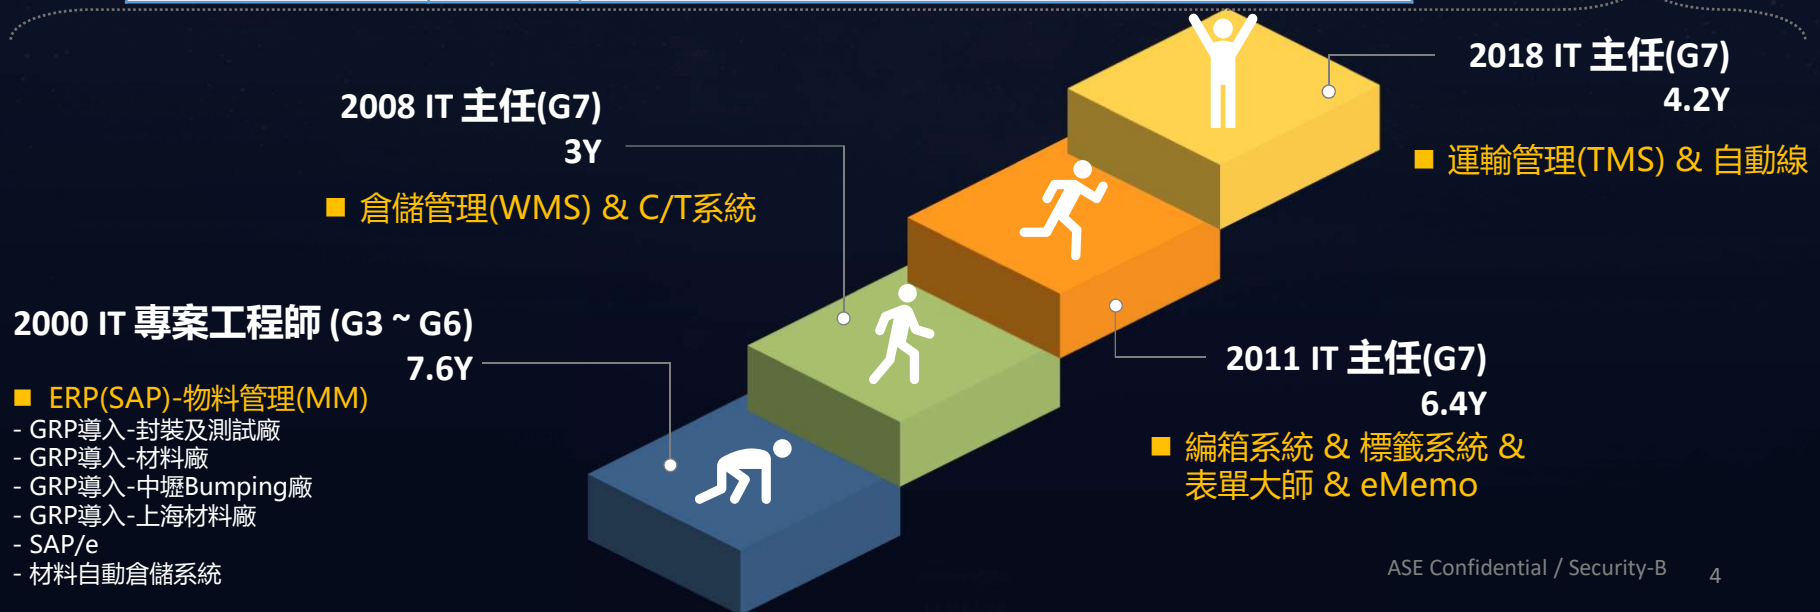 2018 IT 主任(G7)
4.2Y
■ 運輸管理(TMS) & 自動線
2008 IT 主任(G7)
3Y
■ 倉儲管理(WMS) & C/T系統
2000 IT 專案工程師 (G3 ~ G6)
7.6Y
■ ERP(SAP)-物料管理(MM)
- GRP導入-封裝及測試廠
- GRP導入-材料廠
- GRP導入-中壢Bumping廠
- GRP導入-上海材料廠
- SAP/e
- 材料自動倉儲系統
2011 IT 主任(G7)
6.4Y
■ 編箱系統 & 標籤系統 &
表單大師 & eMemo
ASE Confidential / Security-B 4